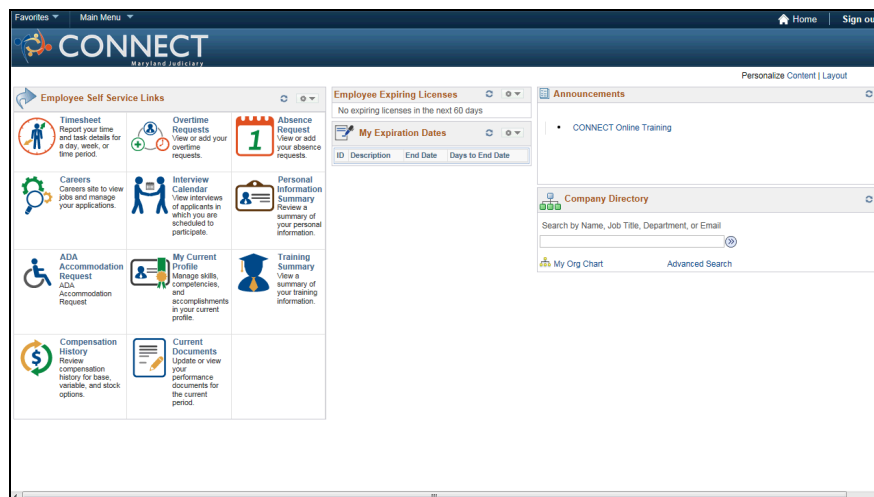 Favorites Main Menu
Home Sign ou
CONNECT
Maryland Judiciary
Personalize Content | Layout
Employee Self Service Links
Timesheet
Report your time
and task details for
a day, week, or
time period.
Overtime
Requests
View or add your
overtime
requests.
1
Absence
Request
View or add
your absence
requests.
Careers
Careers site to view
jobs and manage
your applications.
Interview
Calendar
View interviews
of applicants in
which you are
scheduled to
participate.
Personal
Information
Summary
Review a
summary of
your personal
information.
ADA
Accommodation
Request
ADA
Accommodation
Request
My Current
Profile
Manage skills,
competencies,
and
accomplishments
in your current
profile.
Training
Summary
View a
summary of
your training
information.
$
Compensation
History
Review
compensation
history for base,
variable, and stock
options.
Current
Documents
Update or view
your
performance
documents for
the current
period.
Employee Expiring Licenses
No expiring licenses in the next 60 days
My Expiration Dates
ID Description End Date Days to End Date
Announcements
• CONNECT Online Training
Company Directory
Search by Name, Job Title, Department, or Email
My Org Chart Advanced Search